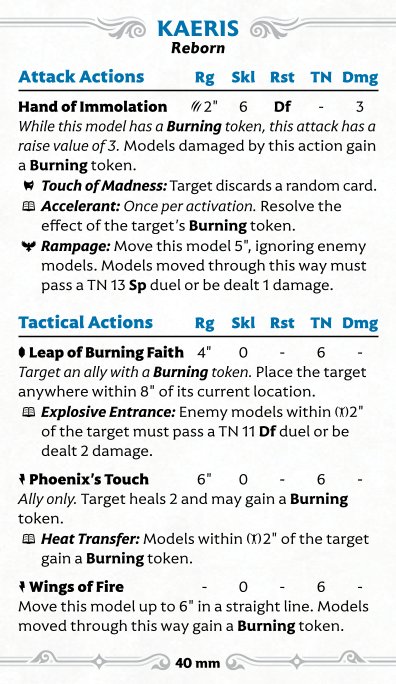 KAERIS
Reborn
Attack Actions Rg Skl Rst TN Dmg
Hand of Immolation 2" 6 Df - 3
While this model has a Burning token, this attack has a
raise value of 3. Models damaged by this action gain
a Burning token.
Touch of Madness: Target discards a random card.
Accelerant: Once per activation. Resolve the
effect of the target's Burning token.
Rampage: Move this model 5", ignoring enemy
models. Models moved through this way must
pass a TN 13 Sp duel or be dealt 1 damage.
Tactical Actions Rg Skl Rst TN Dmg
Leap of Burning Faith 4" 0 - 6 -
Target an ally with a Burning token. Place the target
anywhere within 8" of its current location.
Explosive Entrance: Enemy models within 2"
of the target must pass a TN 11 Df duel or be
dealt 2 damage.
Phoenix's Touch 6" 0 - 6 -
Ally only. Target heals 2 and may gain a Burning
token.
Heat Transfer: Models within 2" of the target
gain a Burning token.
Wings of Fire - 0 - 6 -
Move this model up to 6" in a straight line. Models
moved through this way gain a Burning token.
40 mm